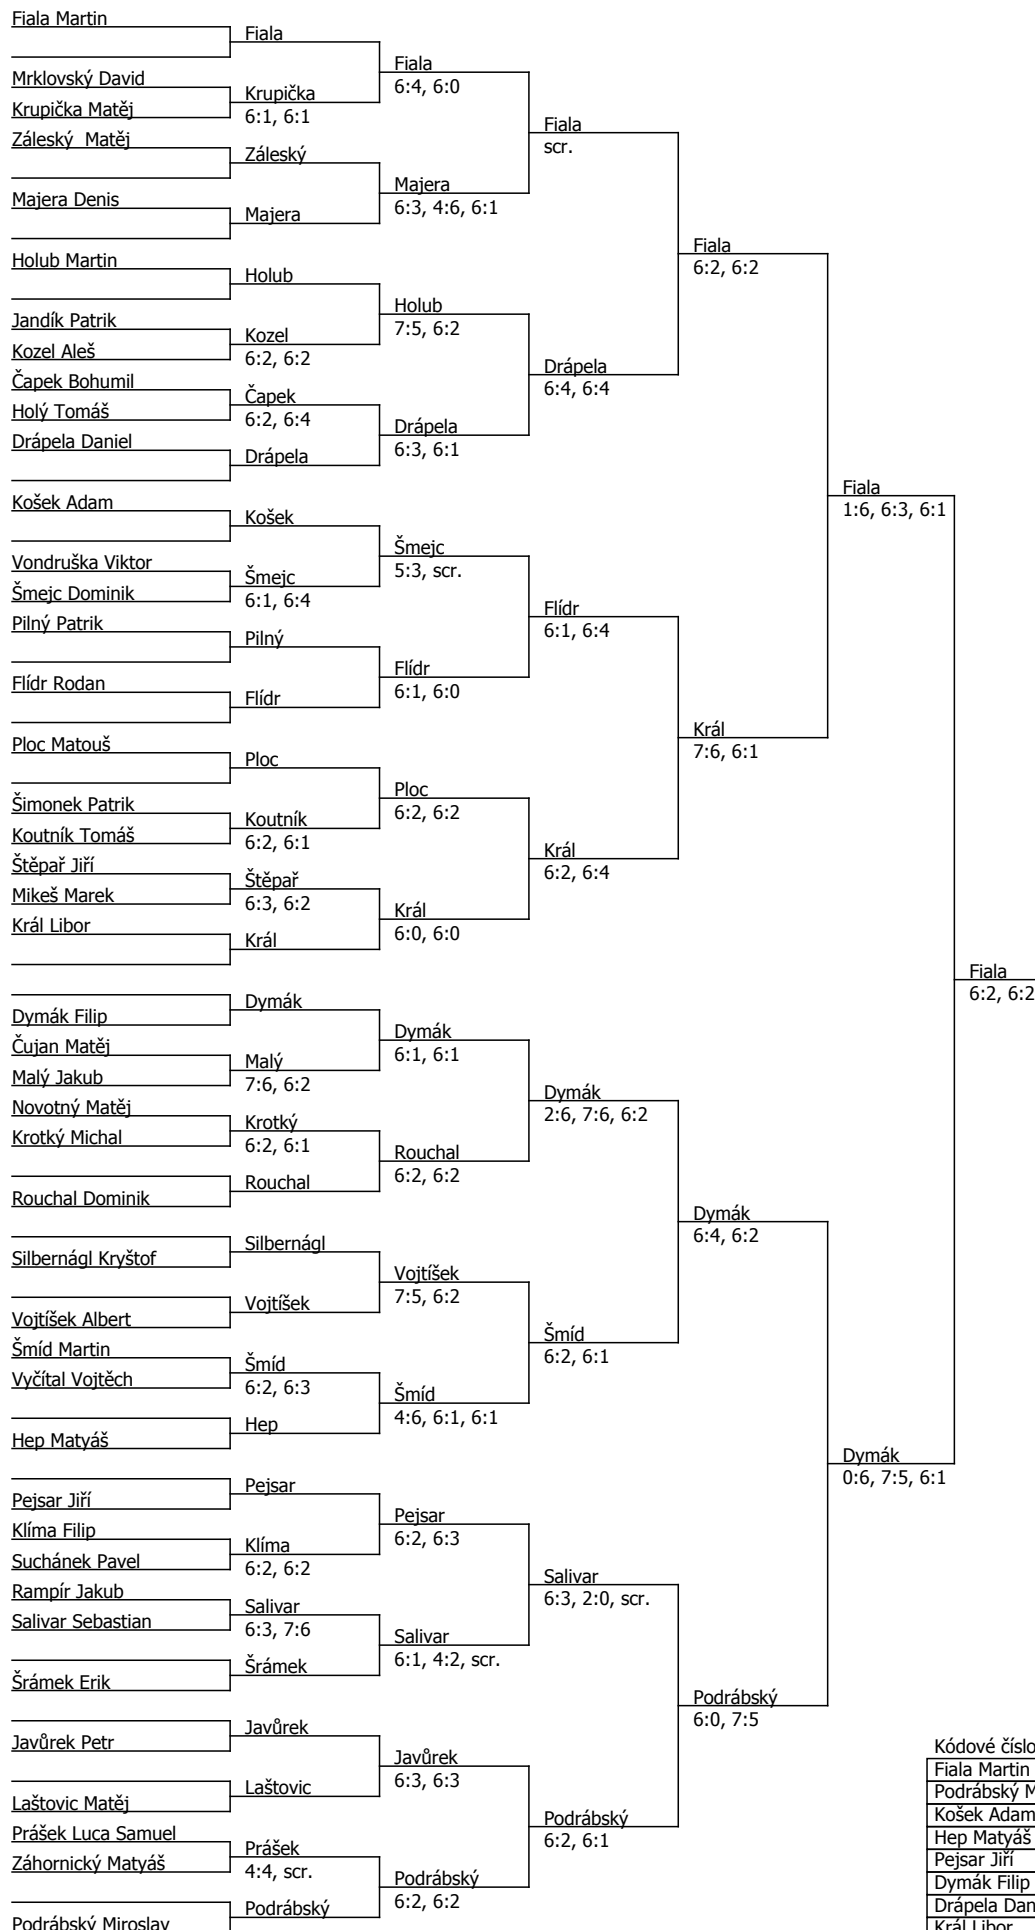 Fiala Martin
Mrklovský David
Krupička Matěj
Záleský  Matěj
Majera Denis
Holub Martin
Jandík Patrik
Kozel Aleš
Čapek Bohumil
Holý Tomáš
Drápela Daniel
Košek Adam
Vondruška Viktor
Šmejc Dominik
Pilný Patrik
Flídr Rodan
Ploc Matouš
Šimonek Patrik
Koutník Tomáš
Štěpař Jiří
Mikeš Marek
Král Libor
Dymák Filip
Čujan Matěj
Malý Jakub
Novotný Matěj
Krotký Michal
Rouchal Dominik
Silbernágl Kryštof
Vojtíšek Albert
Šmíd Martin
Vyčítal Vojtěch
Hep Matyáš
Pejsar Jiří
Klíma Filip
Suchánek Pavel
Rampír Jakub
Salivar Sebastian
Šrámek Erik
Javůrek Petr
Laštovic Matěj
Prášek Luca Samuel
Záhornický Matyáš
Podrábský Miroslav
Fiala
Krupička
6:1, 6:1
Záleský
Majera
Holub
Kozel
6:2, 6:2
Čapek
6:2, 6:4
Drápela
Košek
Šmejc
6:1, 6:4
Pilný
Flídr
Ploc
Koutník
6:2, 6:1
Štěpař
6:3, 6:2
Král
Dymák
Malý
7:6, 6:2
Krotký
6:2, 6:1
Rouchal
Silbernágl
Vojtíšek
Šmíd
6:2, 6:3
Hep
Pejsar
Klíma
6:2, 6:2
Salivar
6:3, 7:6
Šrámek
Javůrek
Laštovic
Prášek
4:4, scr.
Podrábský
Fiala
6:4, 6:0
Majera
6:3, 4:6, 6:1
Holub
7:5, 6:2
Drápela
6:3, 6:1
Šmejc
5:3, scr.
Flídr
6:1, 6:0
Ploc
6:2, 6:2
Král
6:0, 6:0
Dymák
6:1, 6:1
Rouchal
6:2, 6:2
Vojtíšek
7:5, 6:2
Šmíd
4:6, 6:1, 6:1
Pejsar
6:2, 6:3
Salivar
6:1, 4:2, scr.
Javůrek
6:3, 6:3
Podrábský
6:2, 6:2
Fiala
scr.
Drápela
6:4, 6:4
Flídr
6:1, 6:4
Král
6:2, 6:4
Dymák
2:6, 7:6, 6:2
Šmíd
6:2, 6:1
Salivar
6:3, 2:0, scr.
Podrábský
6:2, 6:1
Fiala
6:2, 6:2
Král
7:6, 6:1
Dymák
6:4, 6:2
Podrábský
6:0, 7:5
Fiala
1:6, 6:3, 6:1
Dymák
0:6, 7:5, 6:1
Fiala
6:2, 6:2
Kódové číslo
Fiala Martin
Podrábský M
Košek Adam
Hep Matyáš
Pejsar Jiří
Dymák Filip
Drápela Dan
Král Libor